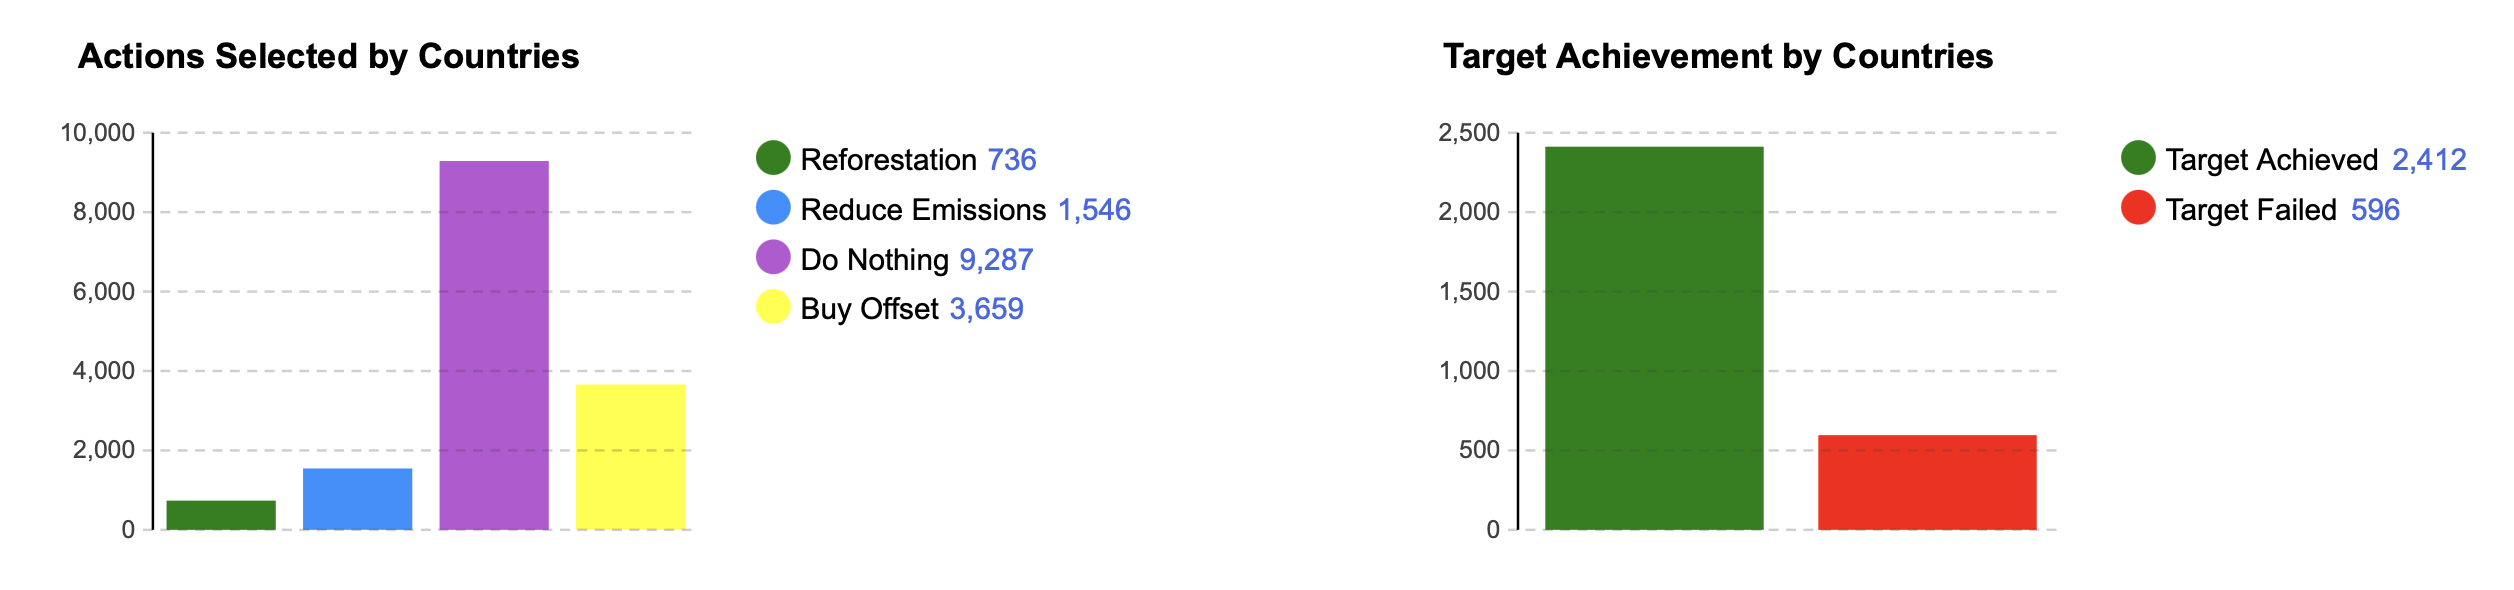 Actions Selected by Countries
10,000
8,000
6,000
4,000
2,000
0
Reforestation 736
Reduce Emissions 1,546
Do Nothing 9,287
Buy Offset 3,659
Target Achievement by Countries
2,500
2,000
1,500
1,000
500
0
Target Achieved 2,412
Target Failed 596